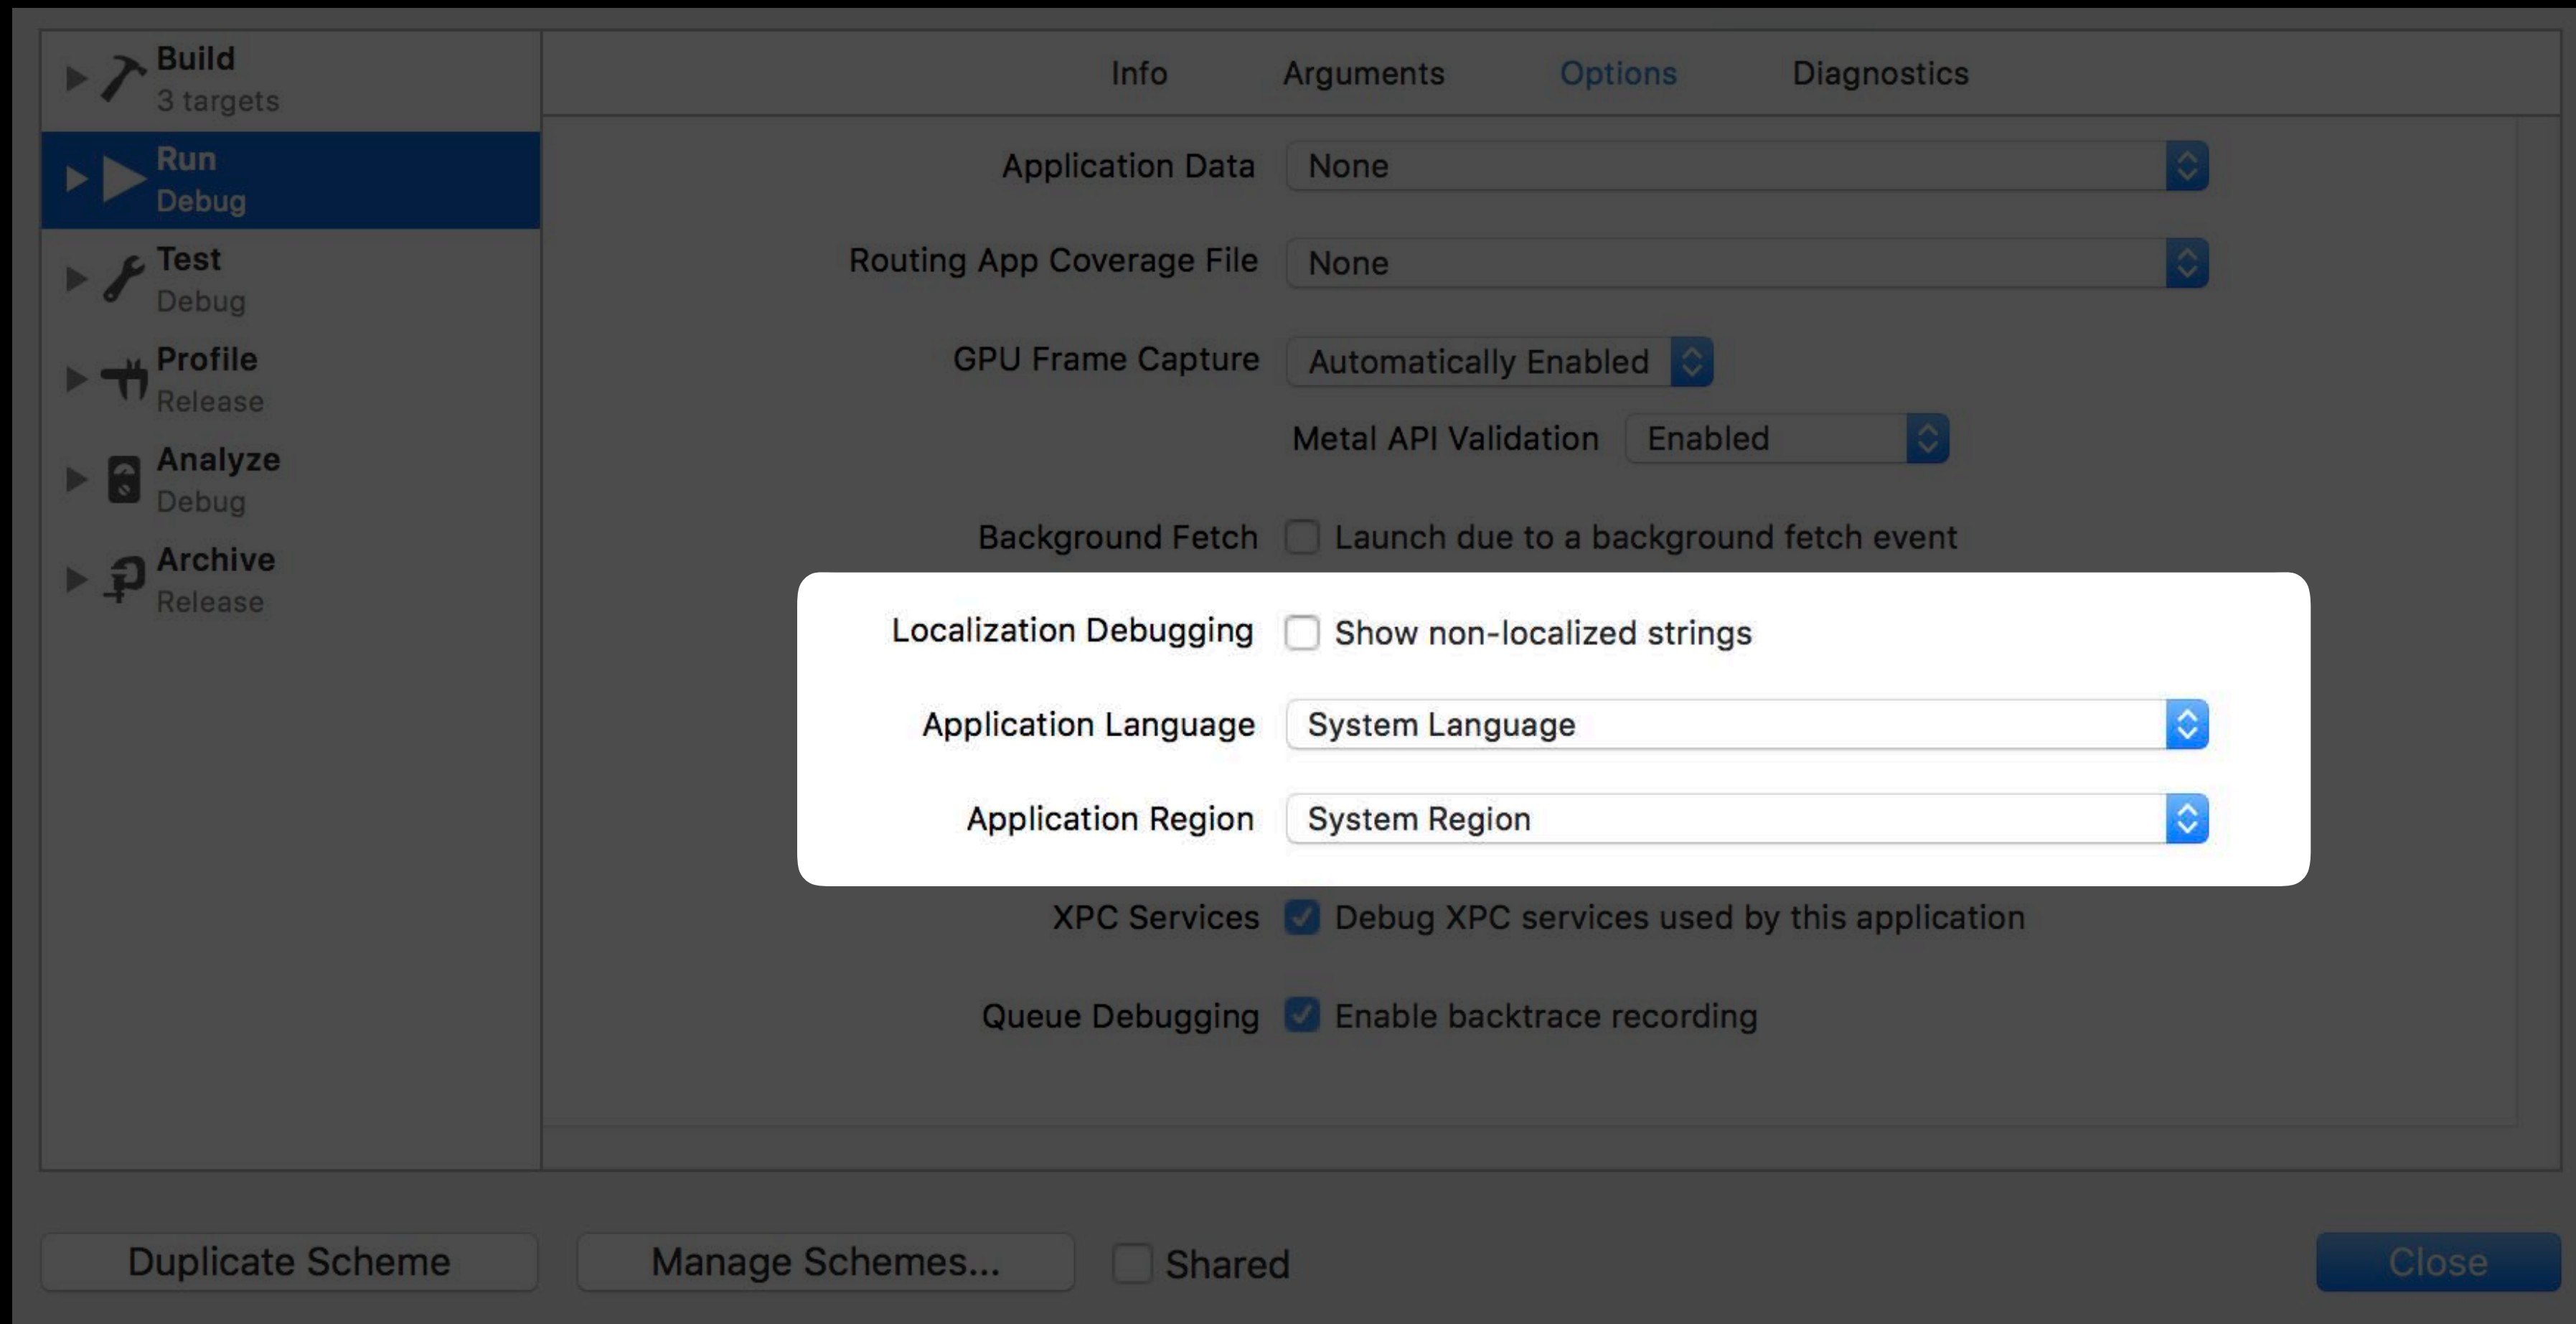 Build
3 targets
Run
Debug
Test
Debug
Profile
Release
Analyze
Debug
Archive
Release
Info Arguments Options Diagnostics
Application Data None
Routing App Coverage File None
GPU Frame Capture Automatically Enabled
Metal API Validation Enabled
Background Fetch Launch due to a background fetch event
Localization Debugging Show non-localized strings
Application Language System Language
Application Region System Region
XPC Services Debug XPC services used by this application
Queue Debugging Enable backtrace recording
Duplicate Scheme Manage Schemes... Shared Close